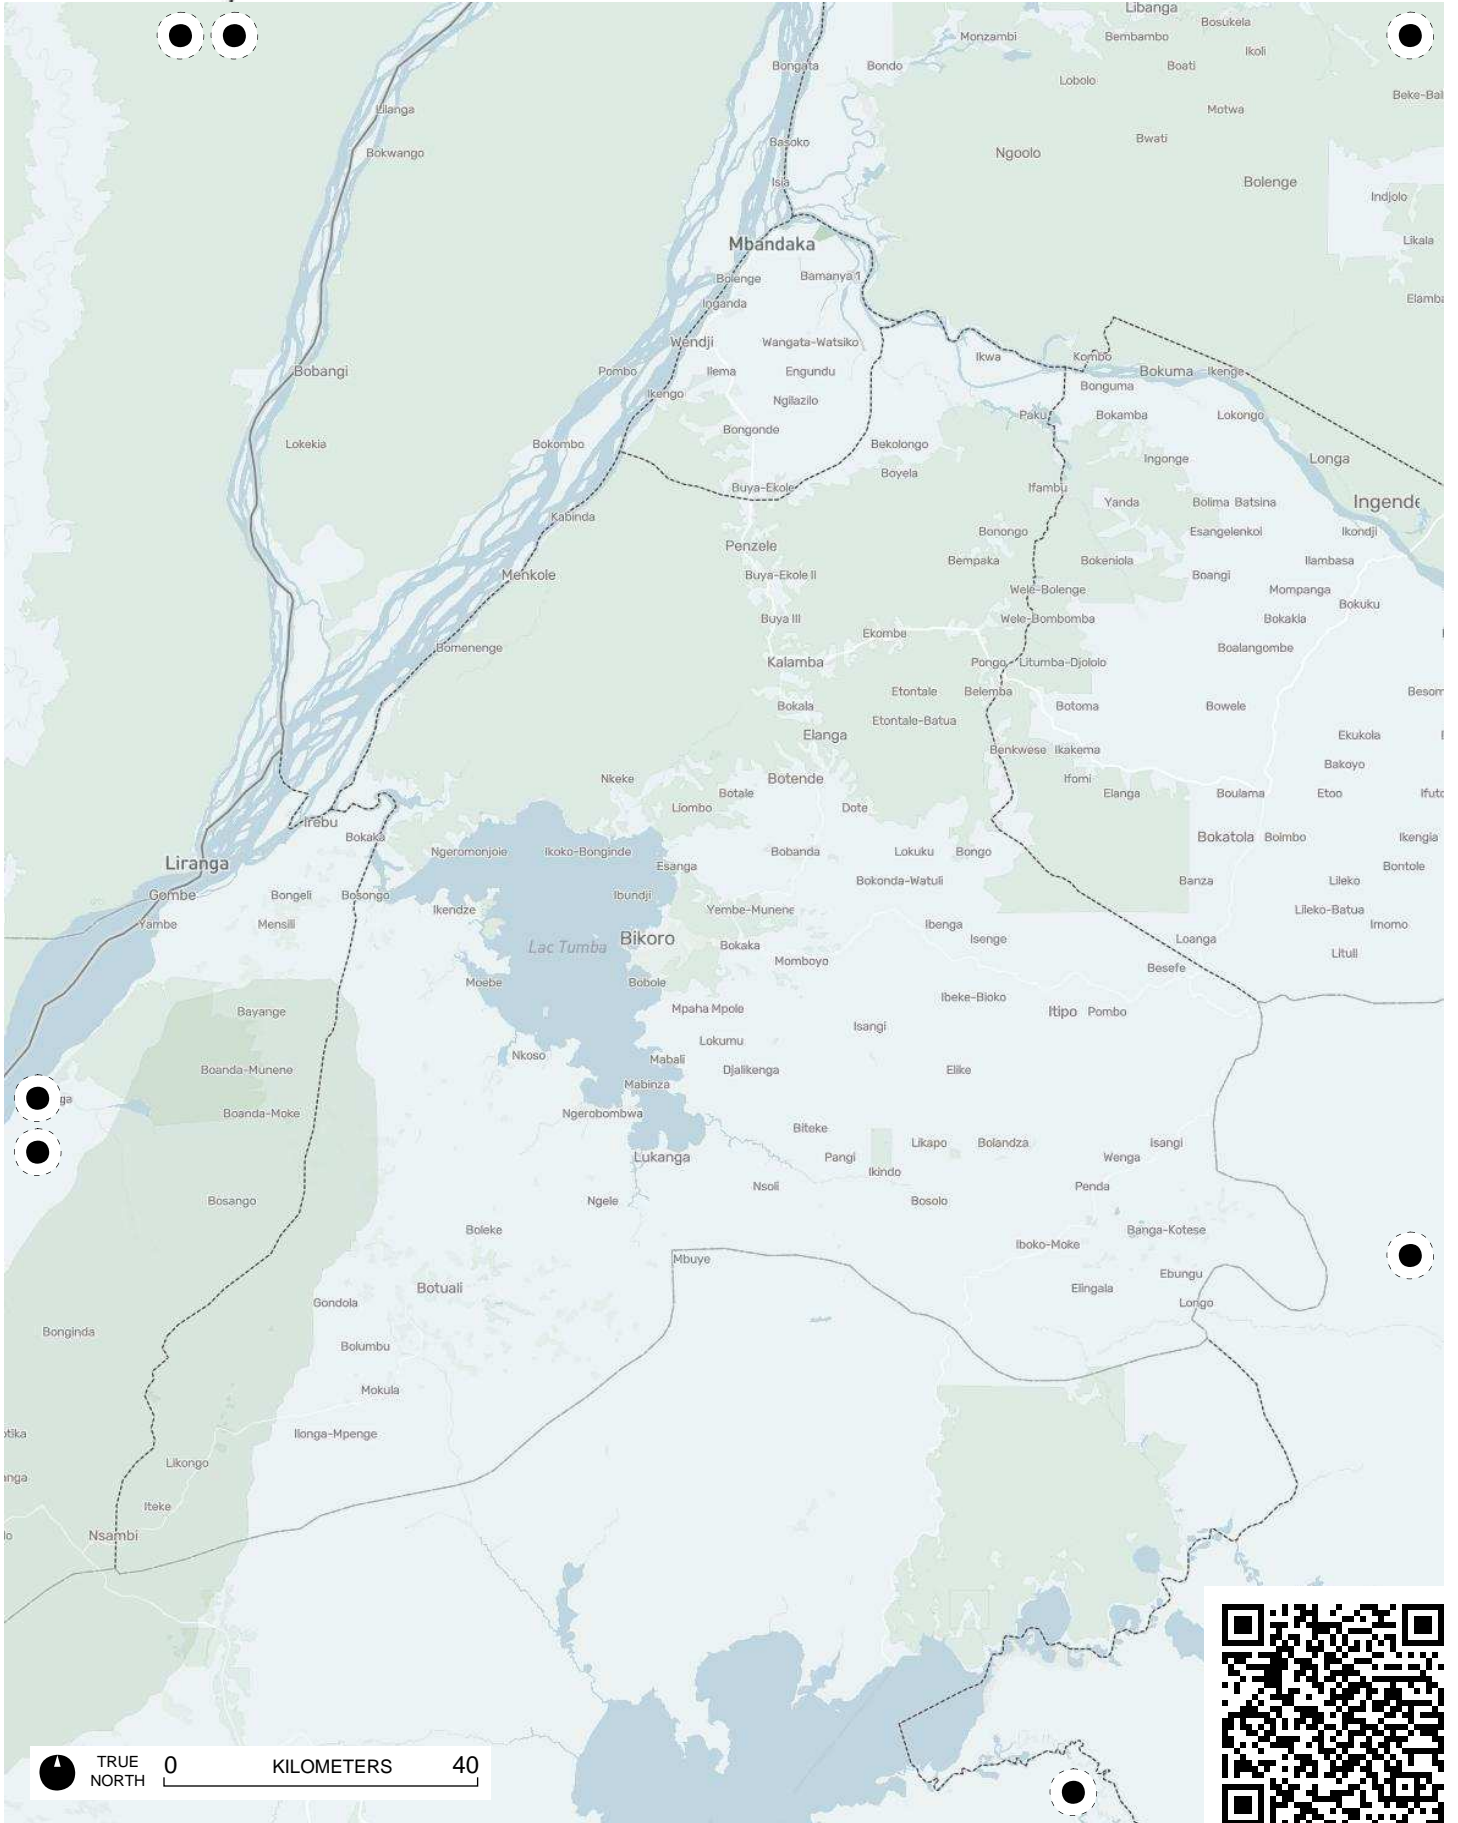 Libanga
Bosukela
Monzambi
Bembambo
Ikoli
Bongata
Bondo
Boati
Lobolo
Lilanga
Motwa
Basoko
Bwati
Bokwango
Ngoolo
Isia
Bolenge
Indjolo
Likala
Mbandaka
Bolenge
Bamanya 1
Inganda
Wendji
Wangata-Watsiko
Ikwa
Kombo
Bobangi
Pombo
Ilema
Engundu
Bokuma
Ikenge
Bonguma
Ikengo
Ngilazilo
Paku
Bokamba
Lokongo
Bongonde
Lokekia
Bokombo
Bekolongo
Ingonge
Longa
Boyela
Buya-Ekole
Ifambu
Yanda
Bolima Batsina
Kabinda
Bonongo
Esangelenkoi
Ikondji
Penzele
Bempaka
Bokeniola
Ilambasa
Menkole
Buya-Ekole II
Boangi
Wele-Bolenge
Mompanga
Bokuku
Buya III
Wele-Bombomba
Bokakia
Ekombe
Bomenenge
Boalangombe
Kalamba
Pongo
Litumba-Djololo
Etontale
Belemba
Bokala
Botoma
Bowele
Etontale-Batua
Elanga
Ekukola
Benkwese
Ikakema
Bakoyo
Nkeke
Botende
Ifomi
Botale
Elanga
Boulama
Etoo
Liombo
Dote
Irebu
Bokaka
Bokatola
Boimbo
Ikengia
Ngeromonjoie
Ikoko-Bonginde
Bobanda
Lokuku
Bongo
Liranga
Esanga
Bontole
Bokonda-Watuli
Banza
Lileko
Gombe
Bongeli
Bosongo
Ibundji
Ikendze
Yembe-Munene
Lileko-Batua
Yambe
Mensili
Ibenga
Imomo
Lac Tumba
Bikoro
Bokaka
Isenge
Loanga
Lituli
Momboyo
Besefe
Moebe
Bobole
Ibeke-Bioko
Bayange
Mpaha Mpole
Itipo
Pombo
Isangi
Lokumu
Nkoso
Mabali
Boanda-Munene
Djalikenga
Elike
Mabinza
Boanda-Moke
Ngerobombwa
Biteke
Likapo
Bolandza
Isangi
Lukanga
Pangi
Wenga
Ikindo
Nsoli
Penda
Bosango
Ngele
Bosolo
Boleke
Banga-Kotese
Iboko-Moke
Mbuye
Ebungu
Botuali
Elingala
Gondola
Longo
Bonginda
Bolumbu
Mokula
Ilonga-Mpenge
Likongo
Iteke
Nsambi
TRUE
NORTH
0 KILOMETERS 40